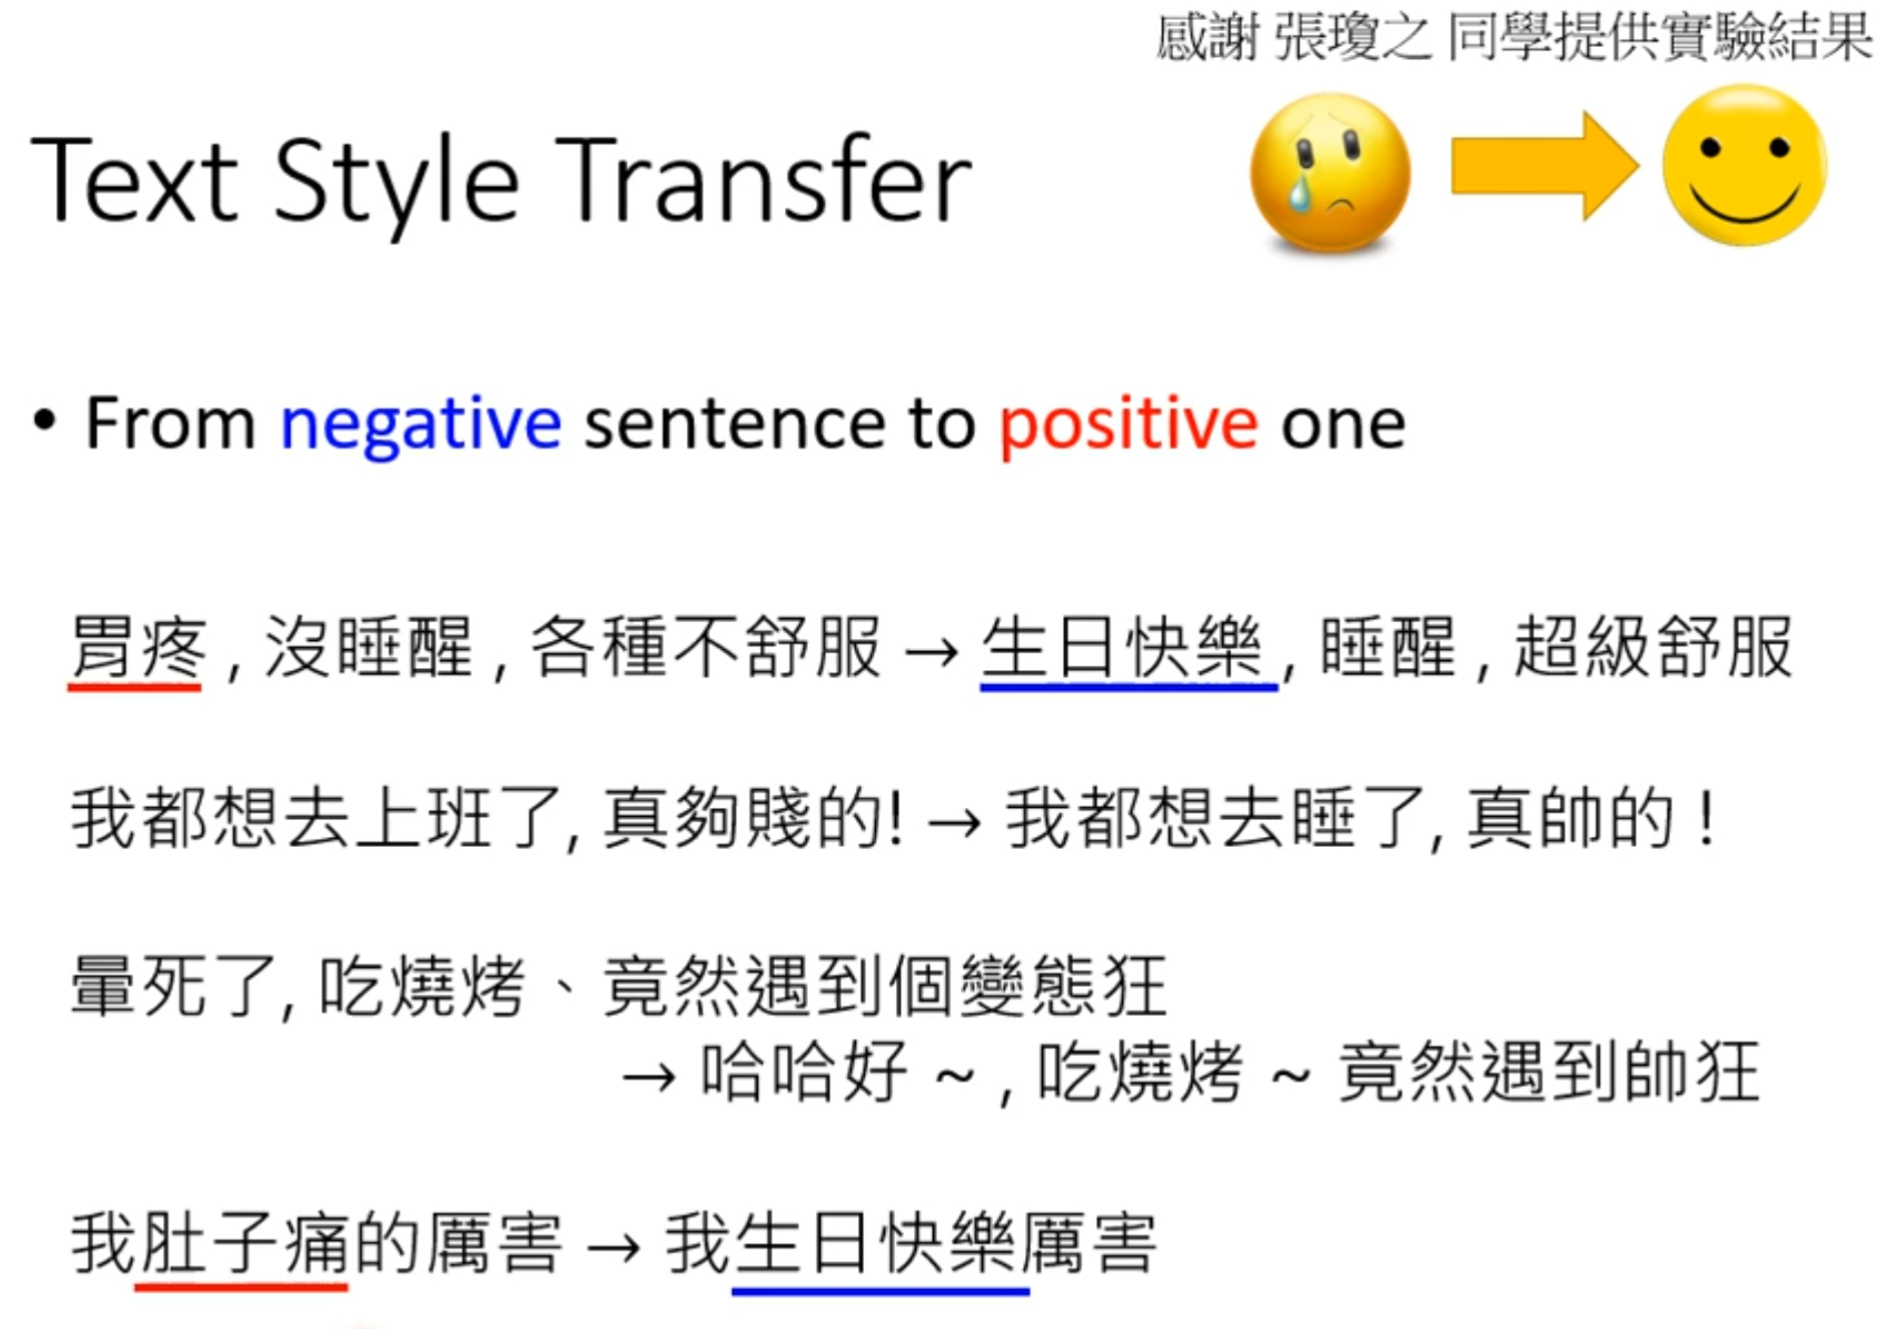 感謝 張瓊之 同學提供實驗結果
Text Style Transfer
• From negative sentence to positive one
胃疼 , 沒睡醒 , 各種不舒服 → 生日快樂 , 睡醒 , 超級舒服
我都想去上班了, 真夠賤的! → 我都想去睡了, 真帥的 !
暈死了, 吃燒烤、竟然遇到個變態狂
→ 哈哈好 ~ , 吃燒烤 ~ 竟然遇到帥狂
我肚子痛的厲害 → 我生日快樂厲害